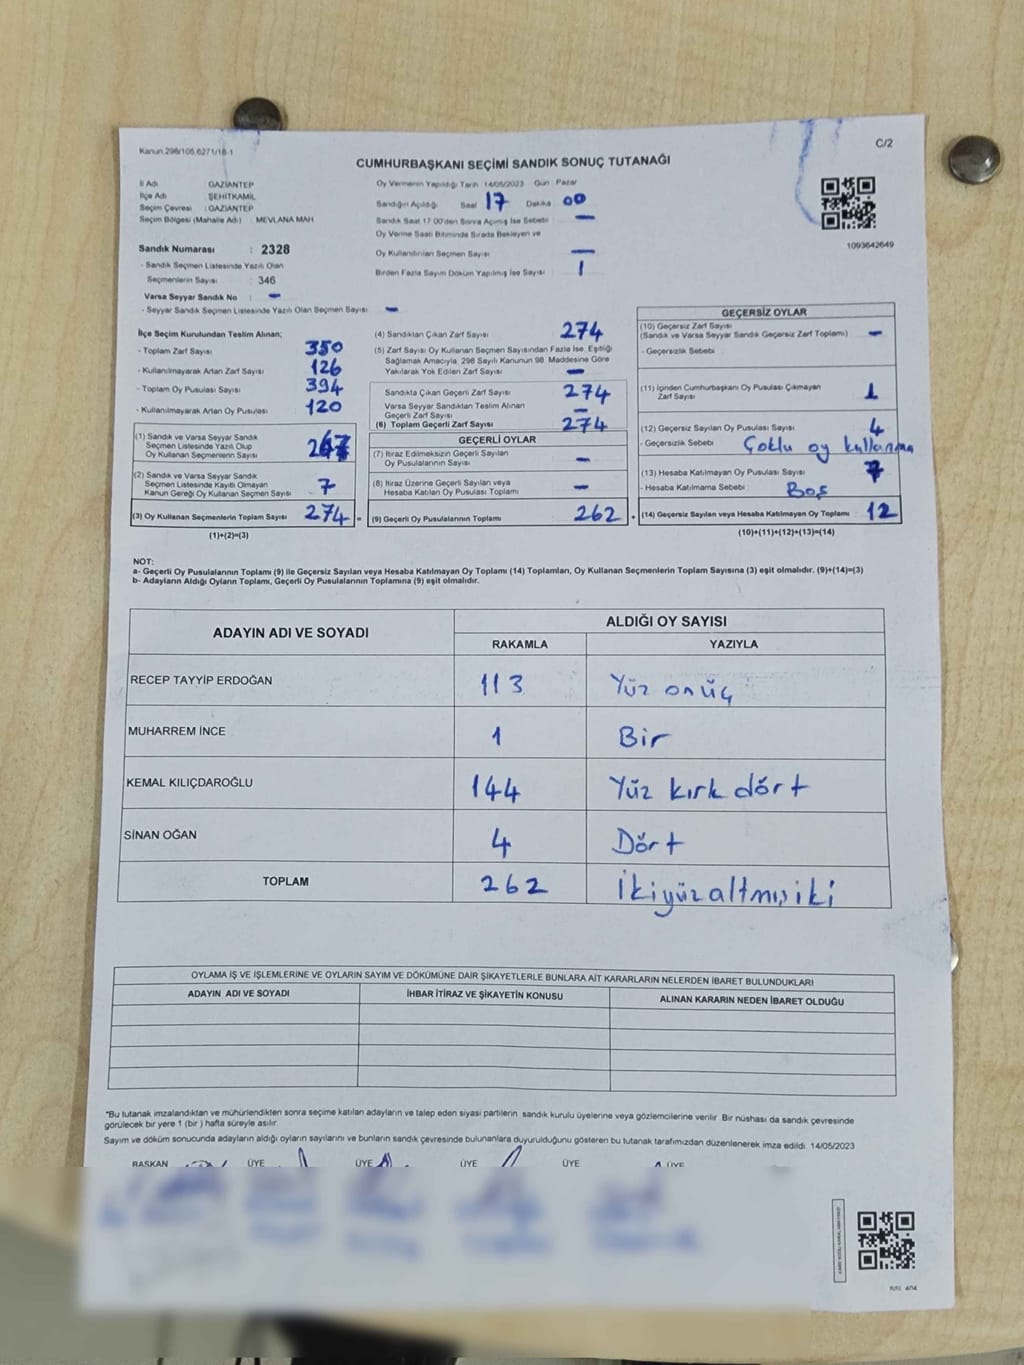 Kanun.298/105.6271/18-1
C/2
CUMHURBAŞKANI SEÇİMİ SANDIK SONUÇ TUTANAĞI
İl Adı GAZİANTEP
İlçe Adı ŞEHİTKAMİL
Seçim Çevresi : GAZİANTEP
Seçim Bölgesi (Mahalle Adı) : MEVLANA MAH.
Oy Vermenin Yapıldığı Tarih 14/05/2023 Gün : Pazar
Sandığın Açıldığı Saat 17 Dakika 00
Sandık Saat 17.00'den Sonra Açılmış İse Sebebi –
Oy Verme Saati Bitiminde Sırada Bekleyen ve
Oy Kullandırılan Seçmen Sayısı –
Birden Fazla Sayım Döküm Yapılmış İse Sayısı 1
1093642649
Sandık Numarası : 2328
- Sandık Seçmen Listesinde Yazılı Olan
Seçmenlerin Sayısı : 346
Varsa Seyyar Sandık No : –
- Seyyar Sandık Seçmen Listesinde Yazılı Olan Seçmen Sayısı –
İlçe Seçim Kurulundan Teslim Alınan;
- Toplam Zarf Sayısı 350
- Kullanılmayarak Artan Zarf Sayısı 126
- Toplam Oy Pusulası Sayısı 394
- Kullanılmayarak Artan Oy Pusulası 120
(1) Sandık ve Varsa Seyyar Sandık
Seçmen Listesinde Yazılı Olup
Oy Kullanan Seçmenlerin Sayısı 267
(2) Sandık ve Varsa Seyyar Sandık
Seçmen Listesinde Kayıtlı Olmayan
Kanun Gereği Oy Kullanan Seçmen Sayısı 7
(3) Oy Kullanan Seçmenlerin Toplam Sayısı 274 =
(1)+(2)=(3)
(4) Sandıktan Çıkan Zarf Sayısı 274
(5) Zarf Sayısı Oy Kullanan Seçmen Sayısından Fazla İse, Eşitliği
Sağlamak Amacıyla, 298 Sayılı Kanunun 98. Maddesine Göre
Yakılarak Yok Edilen Zarf Sayısı –
Sandıkta Çıkan Geçerli Zarf Sayısı 274
Varsa Seyyar Sandıktan Teslim Alınan
Geçerli Zarf Sayısı –
(6) Toplam Geçerli Zarf Sayısı 274
GEÇERLİ OYLAR
(7) İtiraz Edilmeksizin Geçerli Sayılan
Oy Pusulalarının Sayısı –
(8) İtiraz Üzerine Geçerli Sayılan veya
Hesaba Katılan Oy Pusulası Toplamı –
(9) Geçerli Oy Pusulalarının Toplamı 262 +
GEÇERSİZ OYLAR
(10) Geçersiz Zarf Sayısı
(Sandık ve Varsa Seyyar Sandık Geçersiz Zarf Toplamı) –
- Geçersizlik Sebebi :
(11) İçinden Cumhurbaşkanı Oy Pusulası Çıkmayan
Zarf Sayısı 1
(12) Geçersiz Sayılan Oy Pusulası Sayısı 4
- Geçersizlik Sebebi : Çoklu oy kullanma
(13) Hesaba Katılmayan Oy Pusulası Sayısı 7
- Hesaba Katılmama Sebebi : Boş
(14) Geçersiz Sayılan veya Hesaba Katılmayan Oy Toplamı : 12
(10)+(11)+(12)+(13)=(14)
NOT:
a- Geçerli Oy Pusulalarının Toplamı (9) ile Geçersiz Sayılan veya Hesaba Katılmayan Oy Toplamı (14) Toplamları, Oy Kullanan Seçmenlerin Toplam Sayısına (3) eşit olmalıdır. (9)+(14)=(3)
b- Adayların Aldığı Oyların Toplamı, Geçerli Oy Pusulalarının Toplamına (9) eşit olmalıdır.
ADAYIN ADI VE SOYADI ALDIĞI OY SAYISI
RAKAMLA YAZIYLA
RECEP TAYYİP ERDOĞAN 113 Yüz onüç
MUHARREM İNCE 1 Bir
KEMAL KILIÇDAROĞLU 144 Yüz kırk dört
SİNAN OĞAN 4 Dört
TOPLAM 262 İkiyüzaltmışiki
OYLAMA İŞ VE İŞLEMLERİNE VE OYLARIN SAYIM VE DÖKÜMÜNE DAİR ŞİKAYETLERLE BUNLARA AİT KARARLARIN NELERDEN İBARET BULUNDUKLARI
ADAYIN ADI VE SOYADI İHBAR İTİRAZ VE ŞİKAYETİN KONUSU ALINAN KARARIN NEDEN İBARET OLDUĞU
*Bu tutanak imzalandıktan ve mühürlendikten sonra seçime katılan adayların ve talep eden siyasi partilerin sandık kurulu üyelerine veya gözlemcilerine verilir. Bir nüshası da sandık çevresinde
görülecek bir yere 1 (bir) hafta süreyle asılır.
Sayım ve döküm sonucunda adayların aldığı oyların sayılarını ve bunların sandık çevresinde bulunanlara duyurulduğunu gösteren bu tutanak tarafımızdan düzenlenerek imza edildi. 14/05/2023
BAŞKAN ÜYE ÜYE ÜYE ÜYE ÜYE